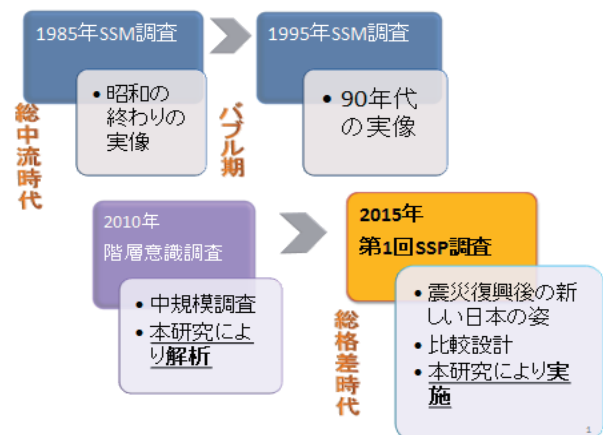 1985年SSM調査
1995年SSM調査
• 昭和の
終わりの
実像
• 90年代
の実像
総中流時代
バブル期
2010年
階層意識調査
2015年
第1回SSP調査
• 中規模調査
• 本研究によ
り解析
• 震災復興後の新
しい日本の姿
• 比較設計
• 本研究により実
施
総格差時代
1